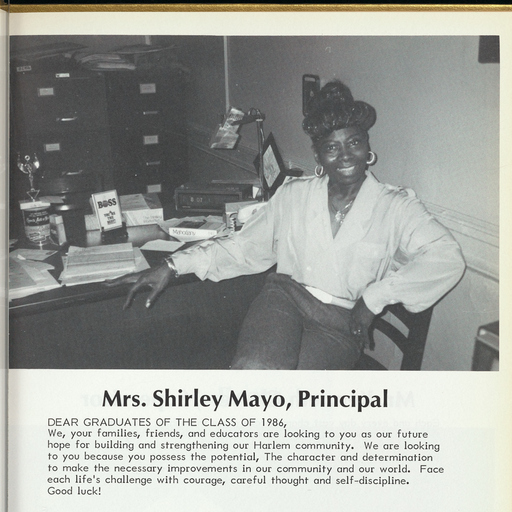 BOSS
Mrs. Shirley Mayo, Principal
DEAR GRADUATES OF THE CLASS OF 1986,
We, your families, friends, and educators are looking to you as our future
hope for building and strengthening our Harlem community. We are looking
to you because you possess the potential, The character and determination
to make the necessary improvements in our community and our world. Face
each life's challenge with courage, careful thought and self-discipline.
Good luck!